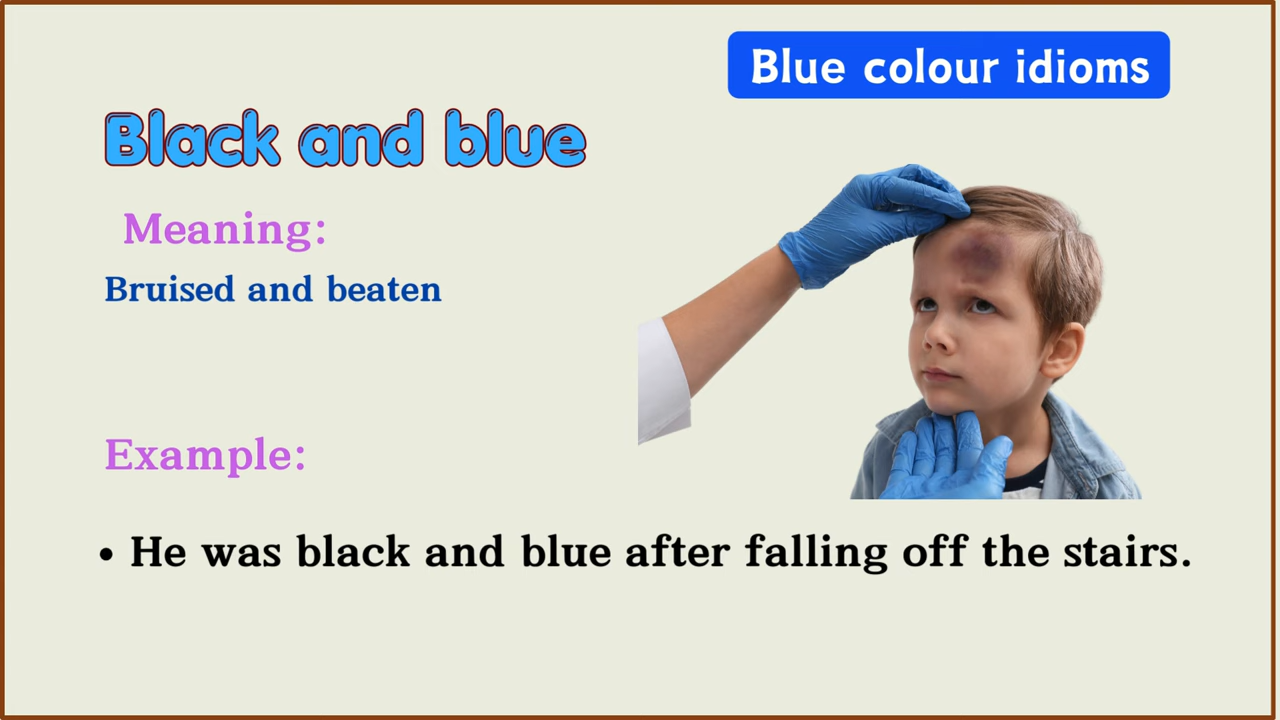 Blue colour idioms
Black and blue
Meaning:
Bruised and beaten
Example:
• He was black and blue after falling off the stairs.